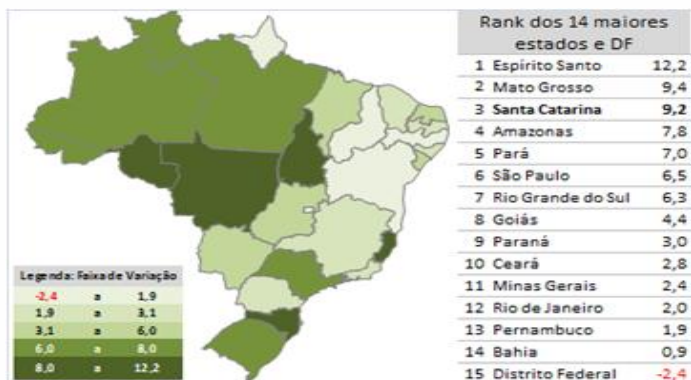 Rank dos 14 maiores
estados e DF
1 Espírito Santo 12,2
2 Mato Grosso 9,4
3 Santa Catarina 9,2
4 Amazonas 7,8
5 Pará 7,0
6 São Paulo 6,5
7 Rio Grande do Sul 6,3
8 Goiás 4,4
9 Paraná 3,0
10 Ceará 2,8
11 Minas Gerais 2,4
12 Rio de Janeiro 2,0
13 Pernambuco 1,9
14 Bahia 0,9
15 Distrito Federal -2,4
Legenda: Faixa de Variação
-2,4 a 1,9
1,9 a 3,1
3,1 a 6,0
6,0 a 8,0
8,0 a 12,2